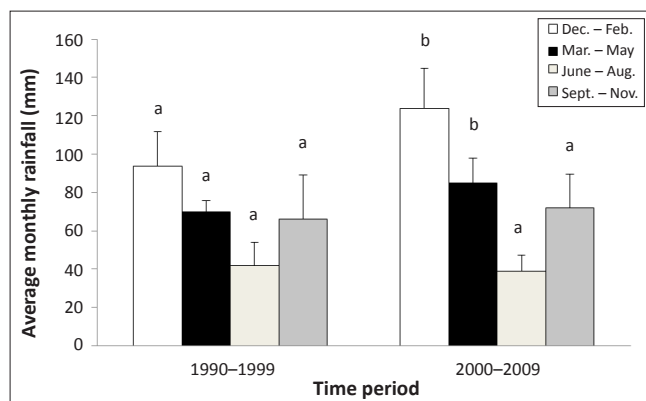 160
140
120
100
80
60
40
20
0
Average monthly rainfall (mm)
a
a
a
a
b
b
a
a
Dec. – Feb.
Mar. – May
June – Aug.
Sept. – Nov.
1990–1999
2000–2009
Time period